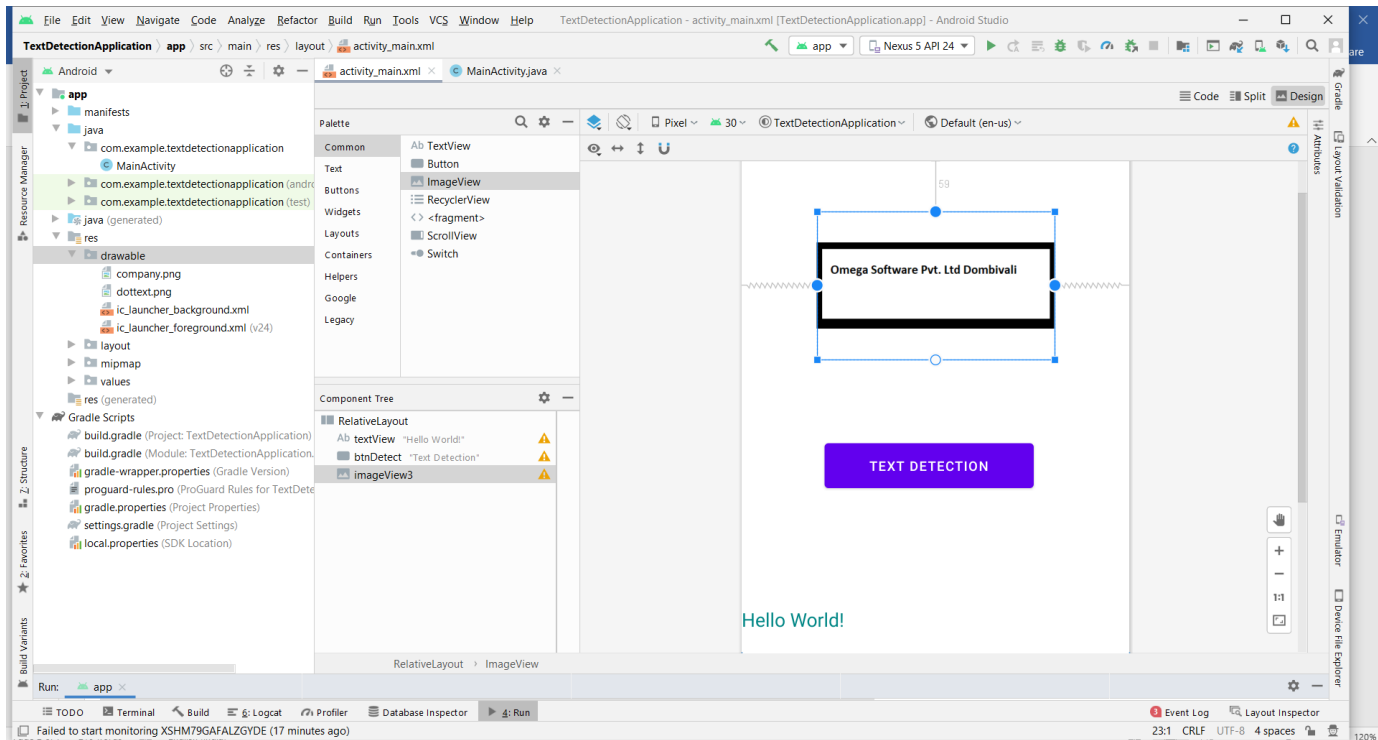 File Edit View Navigate Code Analyze Refactor Build Run Tools VCS Window Help TextDetectionApplication - activity_main.xml [TextDetectionApplication.app] - Android Studio
TextDetectionApplication app src main res layout activity_main.xml app Nexus 5 API 24
are
1: Project
Resource Manager
Z: Structure
2: Favorites
Build Variants
Android
app
manifests
java
com.example.textdetectionapplication
MainActivity
com.example.textdetectionapplication (andro
com.example.textdetectionapplication (test)
java (generated)
res
drawable
company.png
dottext.png
ic_launcher_background.xml
ic_launcher_foreground.xml (v24)
layout
mipmap
values
res (generated)
Gradle Scripts
build.gradle (Project: TextDetectionApplication)
build.gradle (Module: TextDetectionApplication.
gradle-wrapper.properties (Gradle Version)
proguard-rules.pro (ProGuard Rules for TextDete
gradle.properties (Project Properties)
settings.gradle (Project Settings)
local.properties (SDK Location)
activity_main.xml MainActivity.java
Code Split Design
Palette
Common
Text
Buttons
Widgets
Layouts
Containers
Helpers
Google
Legacy
Ab TextView
Button
ImageView
RecyclerView
<fragment>
ScrollView
Switch
Component Tree
RelativeLayout
Ab textView "Hello World!"
btnDetect "Text Detection"
imageView3
Pixel 30 TextDetectionApplication Default (en-us)
59
Omega Software Pvt. Ltd Dombivali
TEXT DETECTION
Hello World!
1:1
Attributes
Gradle
Layout Validation
Emulator
Device File Explorer
RelativeLayout ImageView
Run: app
TODO Terminal Build 6: Logcat Profiler Database Inspector 4: Run 3 Event Log Layout Inspector
Failed to start monitoring XSHM79GAFALZGYDE (17 minutes ago) 23:1 CRLF UTF-8 4 spaces
120%